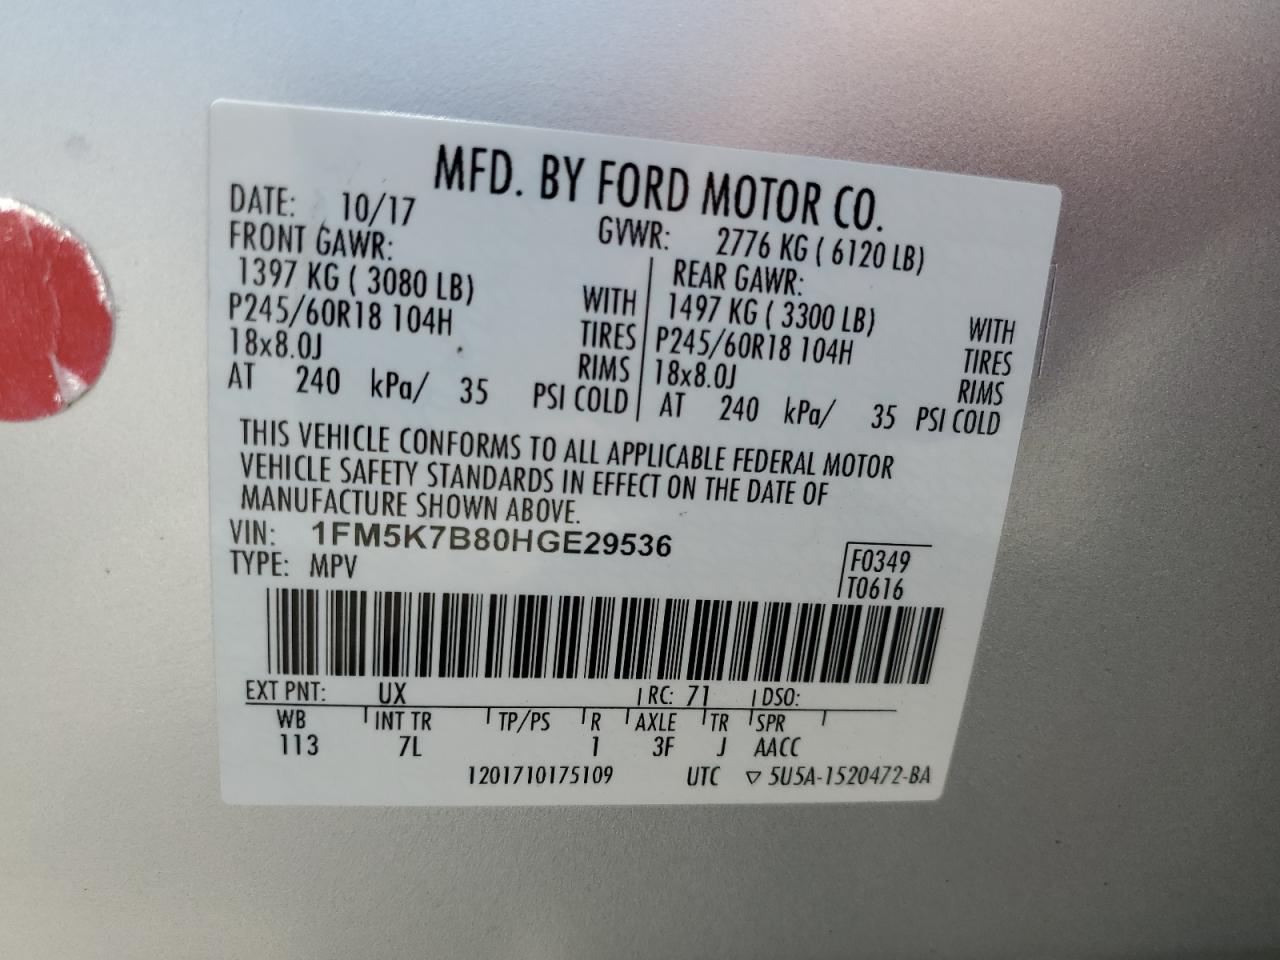 MFD. BY FORD MOTOR CO.
DATE: 10/17 GVWR: 2776 KG ( 6120 LB)
FRONT GAWR: REAR GAWR:
1397 KG ( 3080 LB) WITH 1497 KG ( 3300 LB) WITH
P245/60R18 104H TIRES P245/60R18 104H TIRES
18x8.0J RIMS 18x8.0J RIMS
AT 240 kPa/ 35 PSI COLD AT 240 kPa/ 35 PSI COLD
THIS VEHICLE CONFORMS TO ALL APPLICABLE FEDERAL MOTOR
VEHICLE SAFETY STANDARDS IN EFFECT ON THE DATE OF
MANUFACTURE SHOWN ABOVE.
VIN: 1FM5K7B80HGE29536
TYPE: MPV
F0349
T0616
EXT PNT: UX RC: 71 DSO:
WB INT TR TP/PS R AXLE TR SPR
113 7L 1 3F J AACC
1201710175109 UTC ▽ 5U5A-1520472-BA